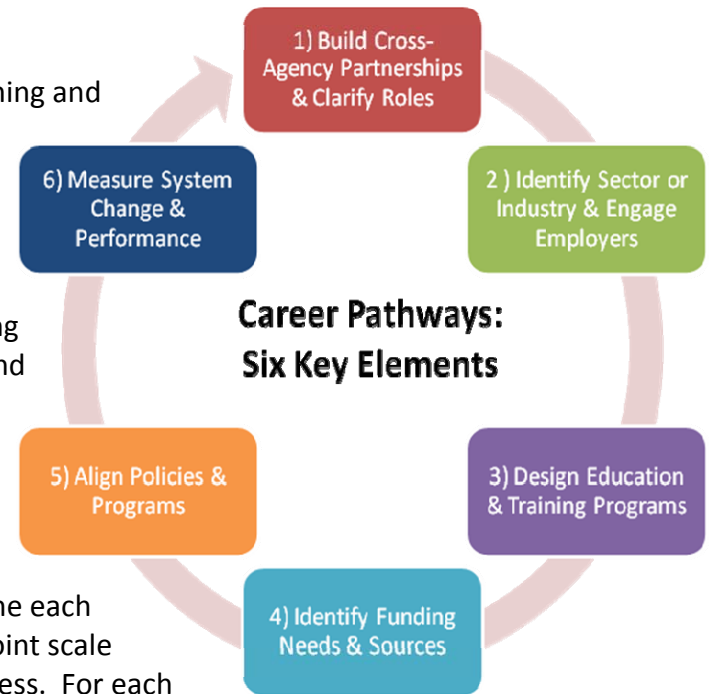 1) Build Cross-
Agency Partnerships
& Clarify Roles
ning and
6) Measure System
Change &
Performance
2 ) Identify Sector or
Industry & Engage
Employers
Career Pathways:
Six Key Elements
ng
nd
5) Align Policies &
Programs
3) Design Education
& Training Programs
4) Identify Funding
Needs & Sources
ne each
oint scale
ess. For each